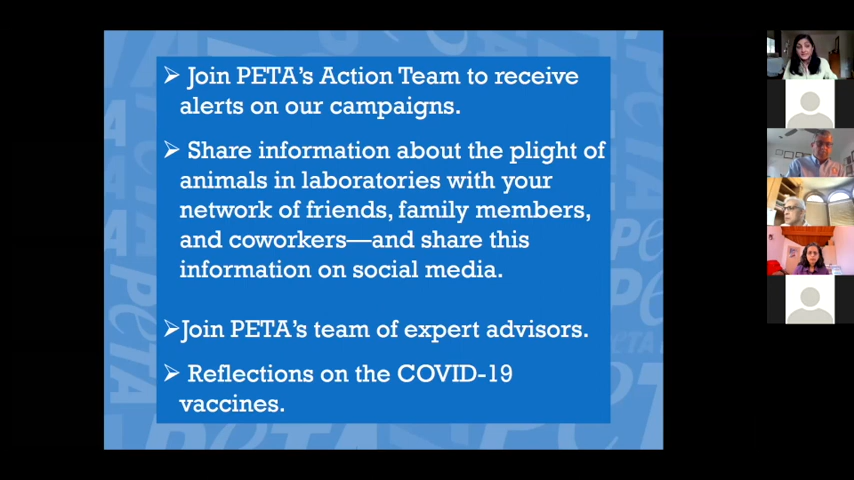 ➢ Join PETA's Action Team to receive
alerts on our campaigns.
➢ Share information about the plight of
animals in laboratories with your
network of friends, family members,
and coworkers—and share this
information on social media.
➢Join PETA's team of expert advisors.
➢ Reflections on the COVID-19
vaccines.
PETA
PETA